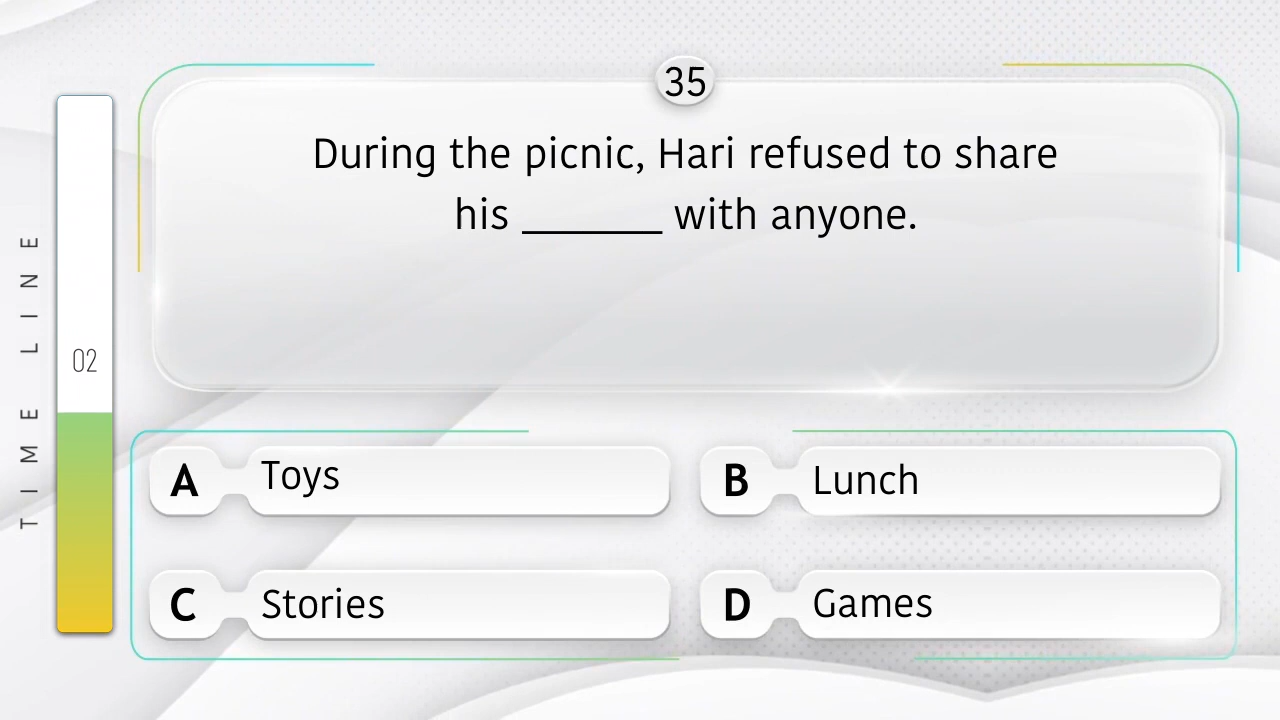 35
During the picnic, Hari refused to share
his ______ with anyone.
TIME LINE
02
A Toys
B Lunch
C Stories
D Games